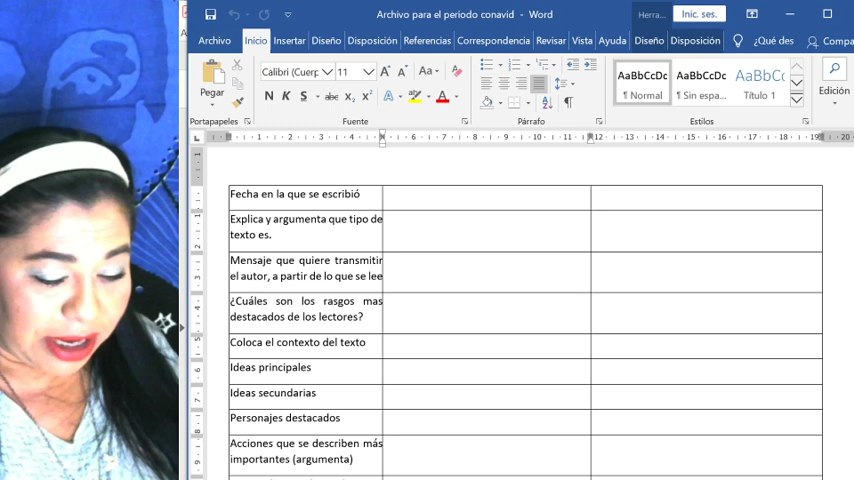 Archivo para el periodo conavid - Word
Herra...
Inic. ses.
Archivo Inicio Insertar Diseño Disposición Referencias Correspondencia Revisar Vista Ayuda Diseño Disposición ¿Qué des Compa
Calibri (Cuerp 11 Aa
AaBbCcDc AaBbCcDc AaBbCc
Pegar
N K S abc x₂ x² A A
¶ Normal ¶ Sin espa... Título 1
Edición
Portapapeles Fuente Párrafo Estilos
Fecha en la que se escribió
Explica y argumenta que tipo de
texto es.
Mensaje que quiere transmitir
el autor, a partir de lo que se lee
¿Cuáles son los rasgos mas
destacados de los lectores?
Coloca el contexto del texto
Ideas principales
Ideas secundarias
Personajes destacados
Acciones que se describen más
importantes (argumenta)